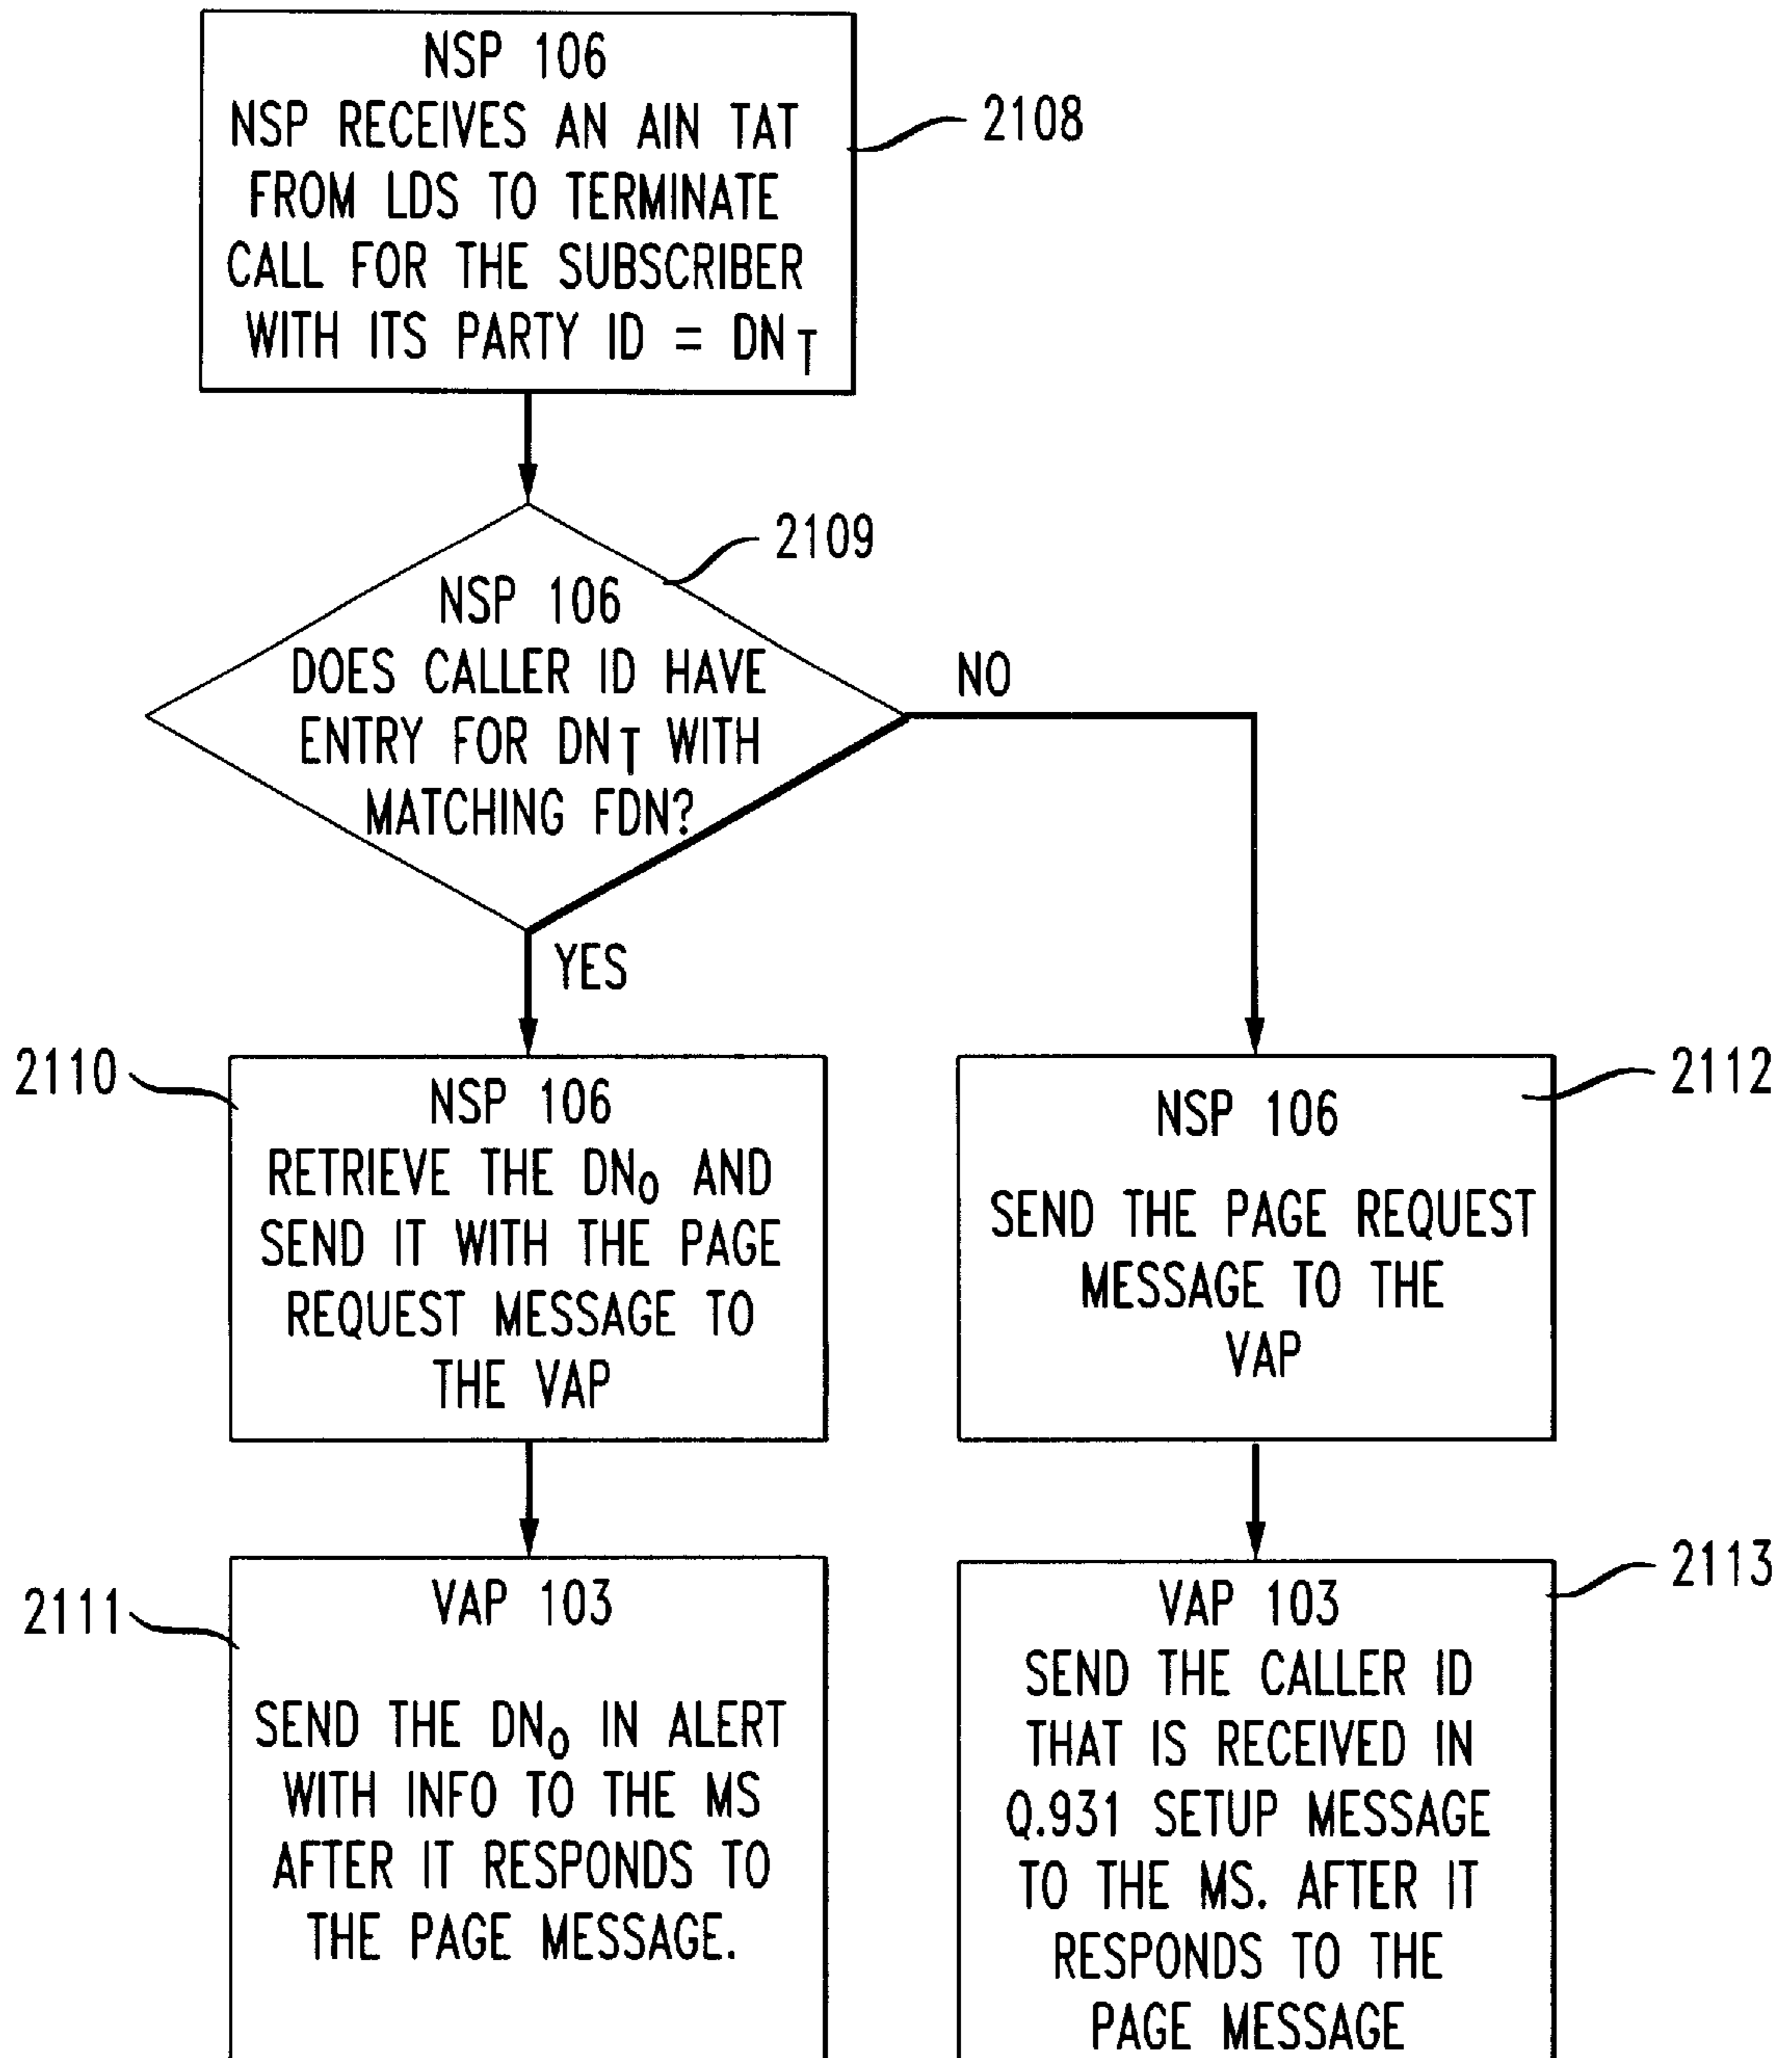 NSP 106
NSP RECEIVES AN AIN TAT
FROM LDS TO TERMINATE
CALL FOR THE SUBSCRIBER
WITH ITS PARTY ID = DN T
2108
2109
NSP 106
DOES CALLER ID HAVE
ENTRY FOR DN T WITH
MATCHING FDN?
NO
YES
2110
NSP 106
RETRIEVE THE DN O AND
SEND IT WITH THE PAGE
REQUEST MESSAGE TO
THE VAP
2112
NSP 106
SEND THE PAGE REQUEST
MESSAGE TO THE
VAP
2111
VAP 103
SEND THE DN O IN ALERT
WITH INFO TO THE MS
AFTER IT RESPONDS TO
THE PAGE MESSAGE.
2113
VAP 103
SEND THE CALLER ID
THAT IS RECEIVED IN
Q.931 SETUP MESSAGE
TO THE MS. AFTER IT
RESPONDS TO THE
PAGE MESSAGE